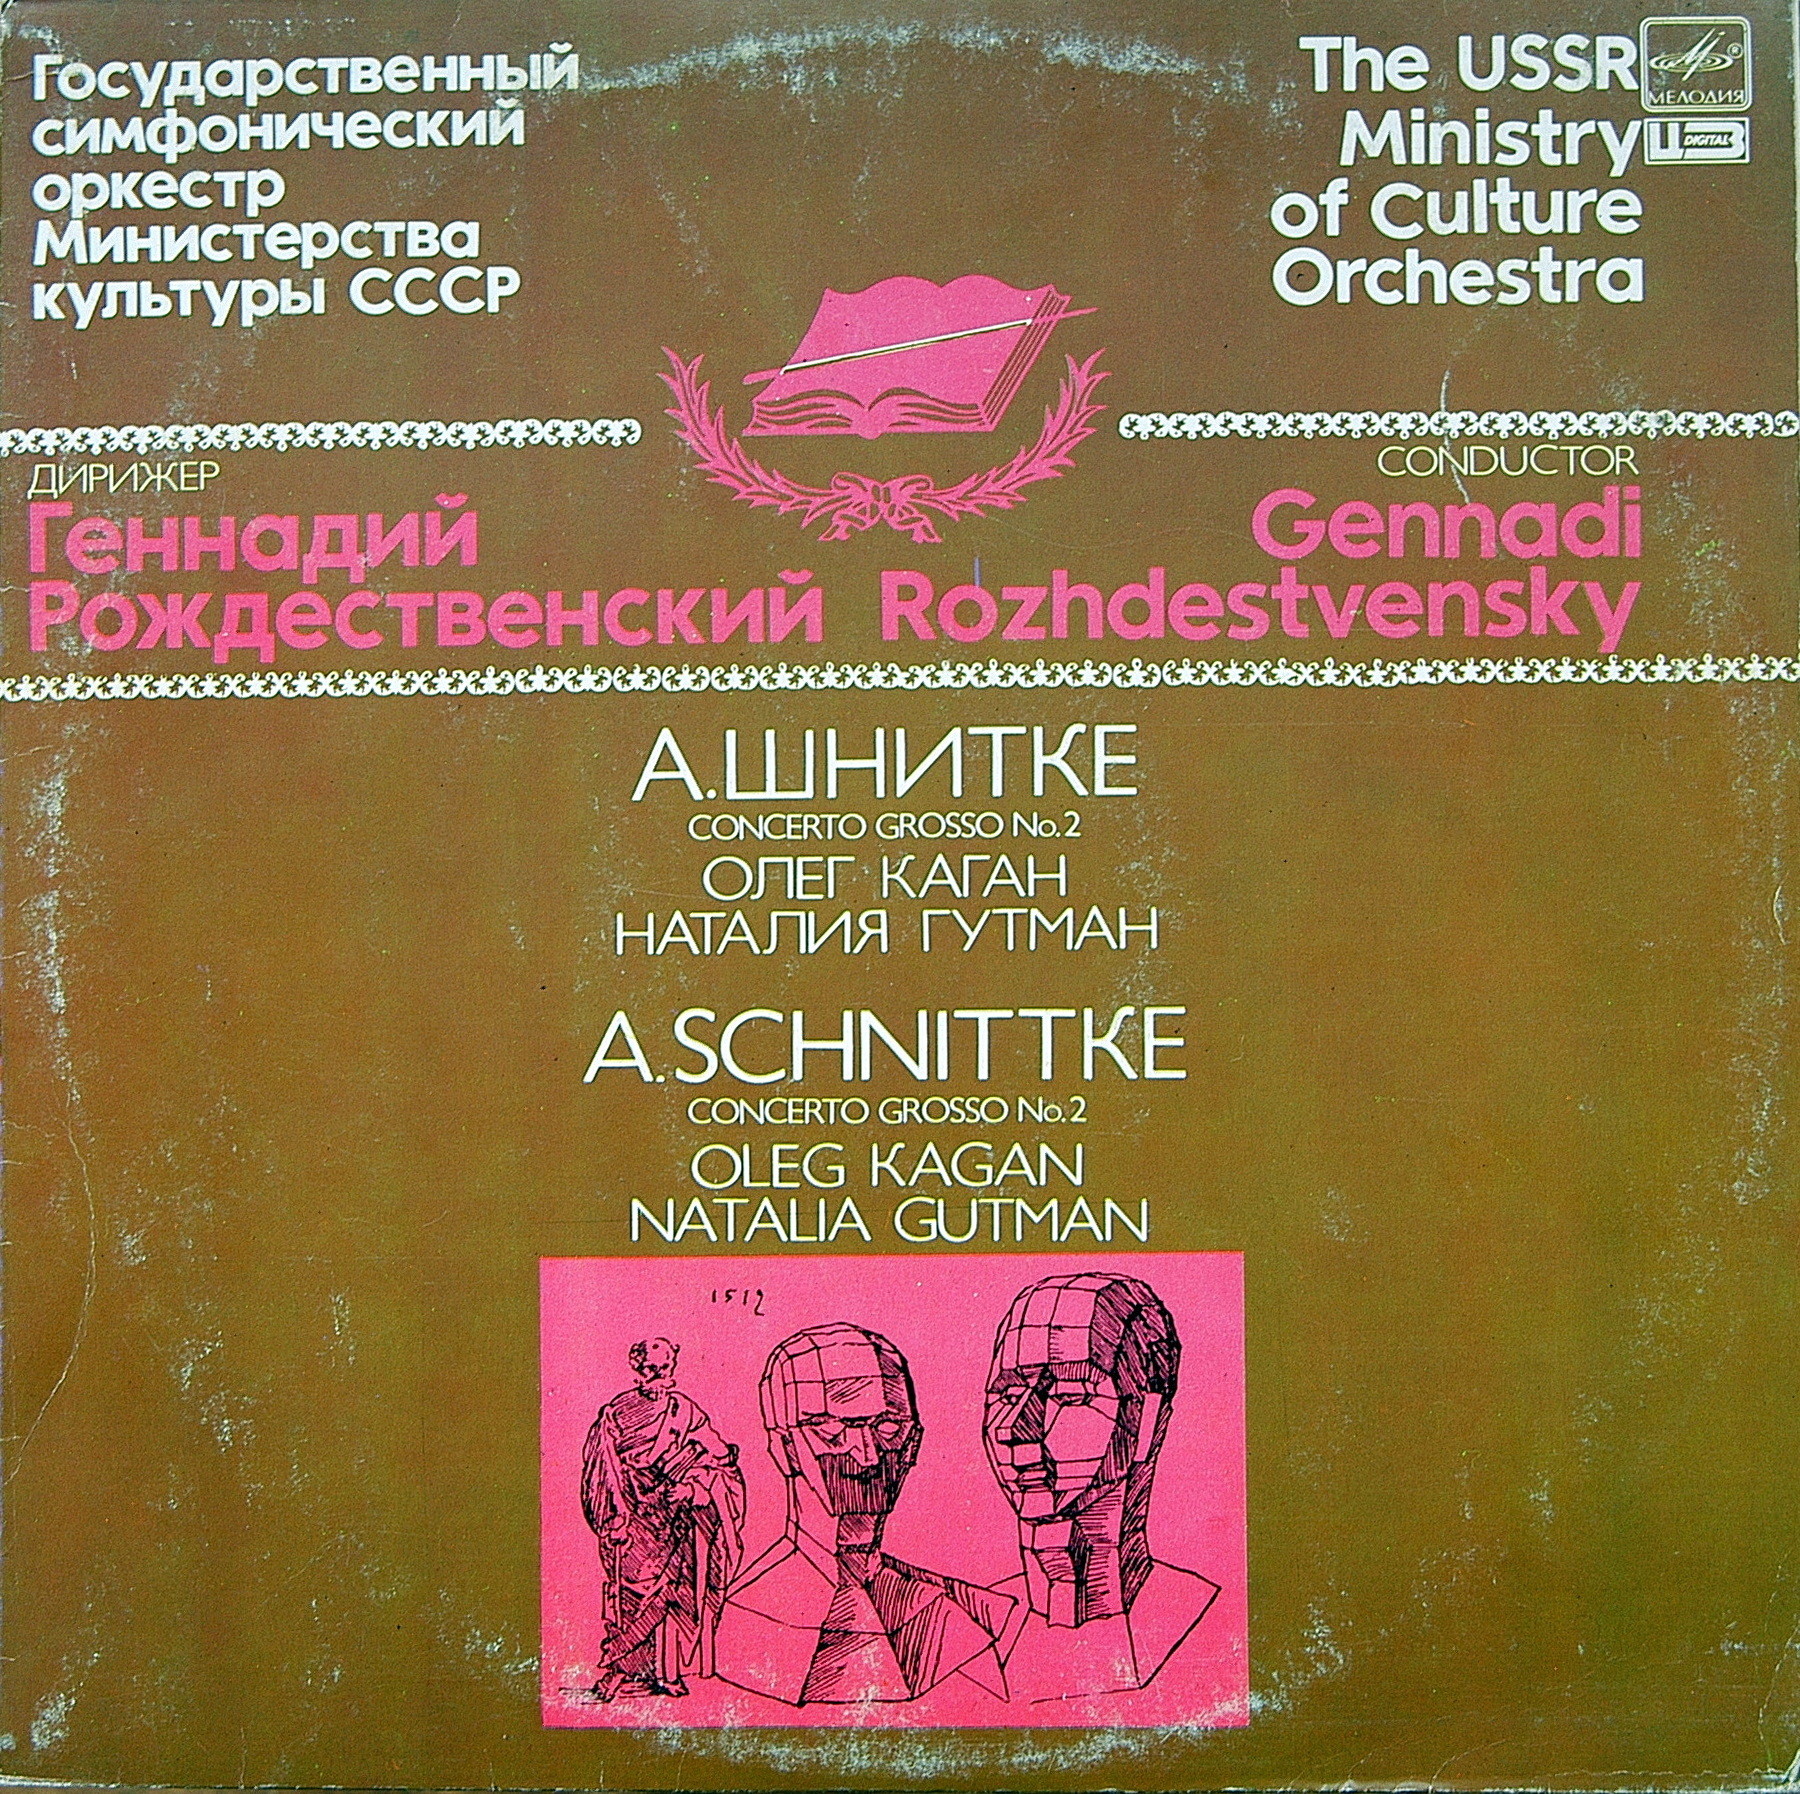 Государственный
симфонический
оркестр
Министерства
культуры СССР
The USSR
Ministry
of Culture
Orchestra
МЕЛОДИЯ
DIGITAL
ДИРИЖЕР
Геннадий
Рождественский
CONDUCTOR
Gennadi
Rozhdestvensky
А.ШНИТКЕ
CONCERTO GROSSO No.2
ОЛЕГ КАГАН
НАТАЛИЯ ГУТМАН
A.SCHNITTKE
CONCERTO GROSSO No.2
OLEG KAGAN
NATALIA GUTMAN
1519